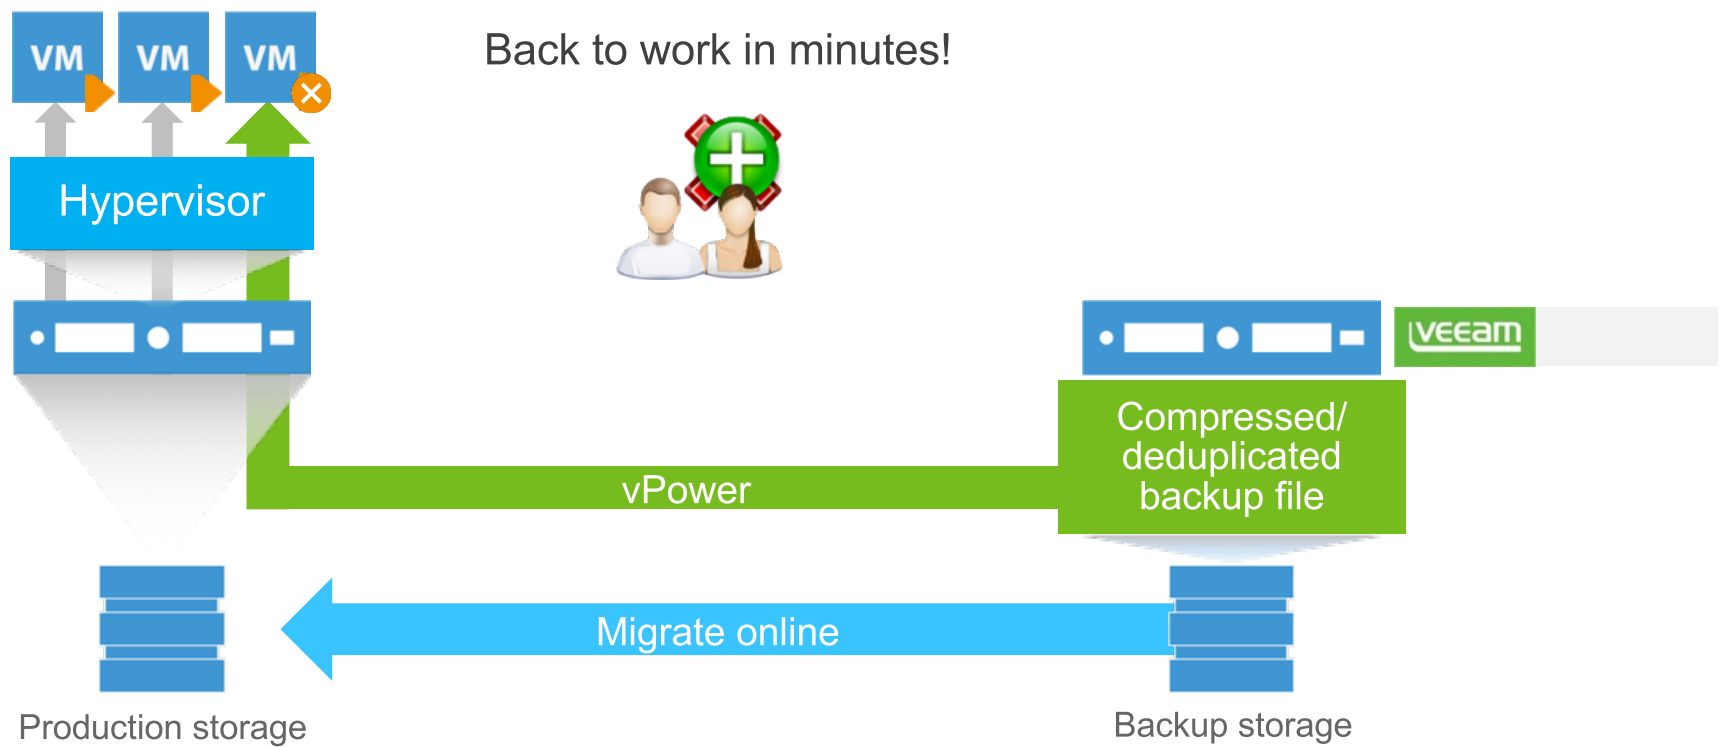 VM
VM
VM
Back to work in minutes!
Hypervisor
veeam
Compressed/
deduplicated
backup file
vPower
Migrate online
Production storage
Backup storage